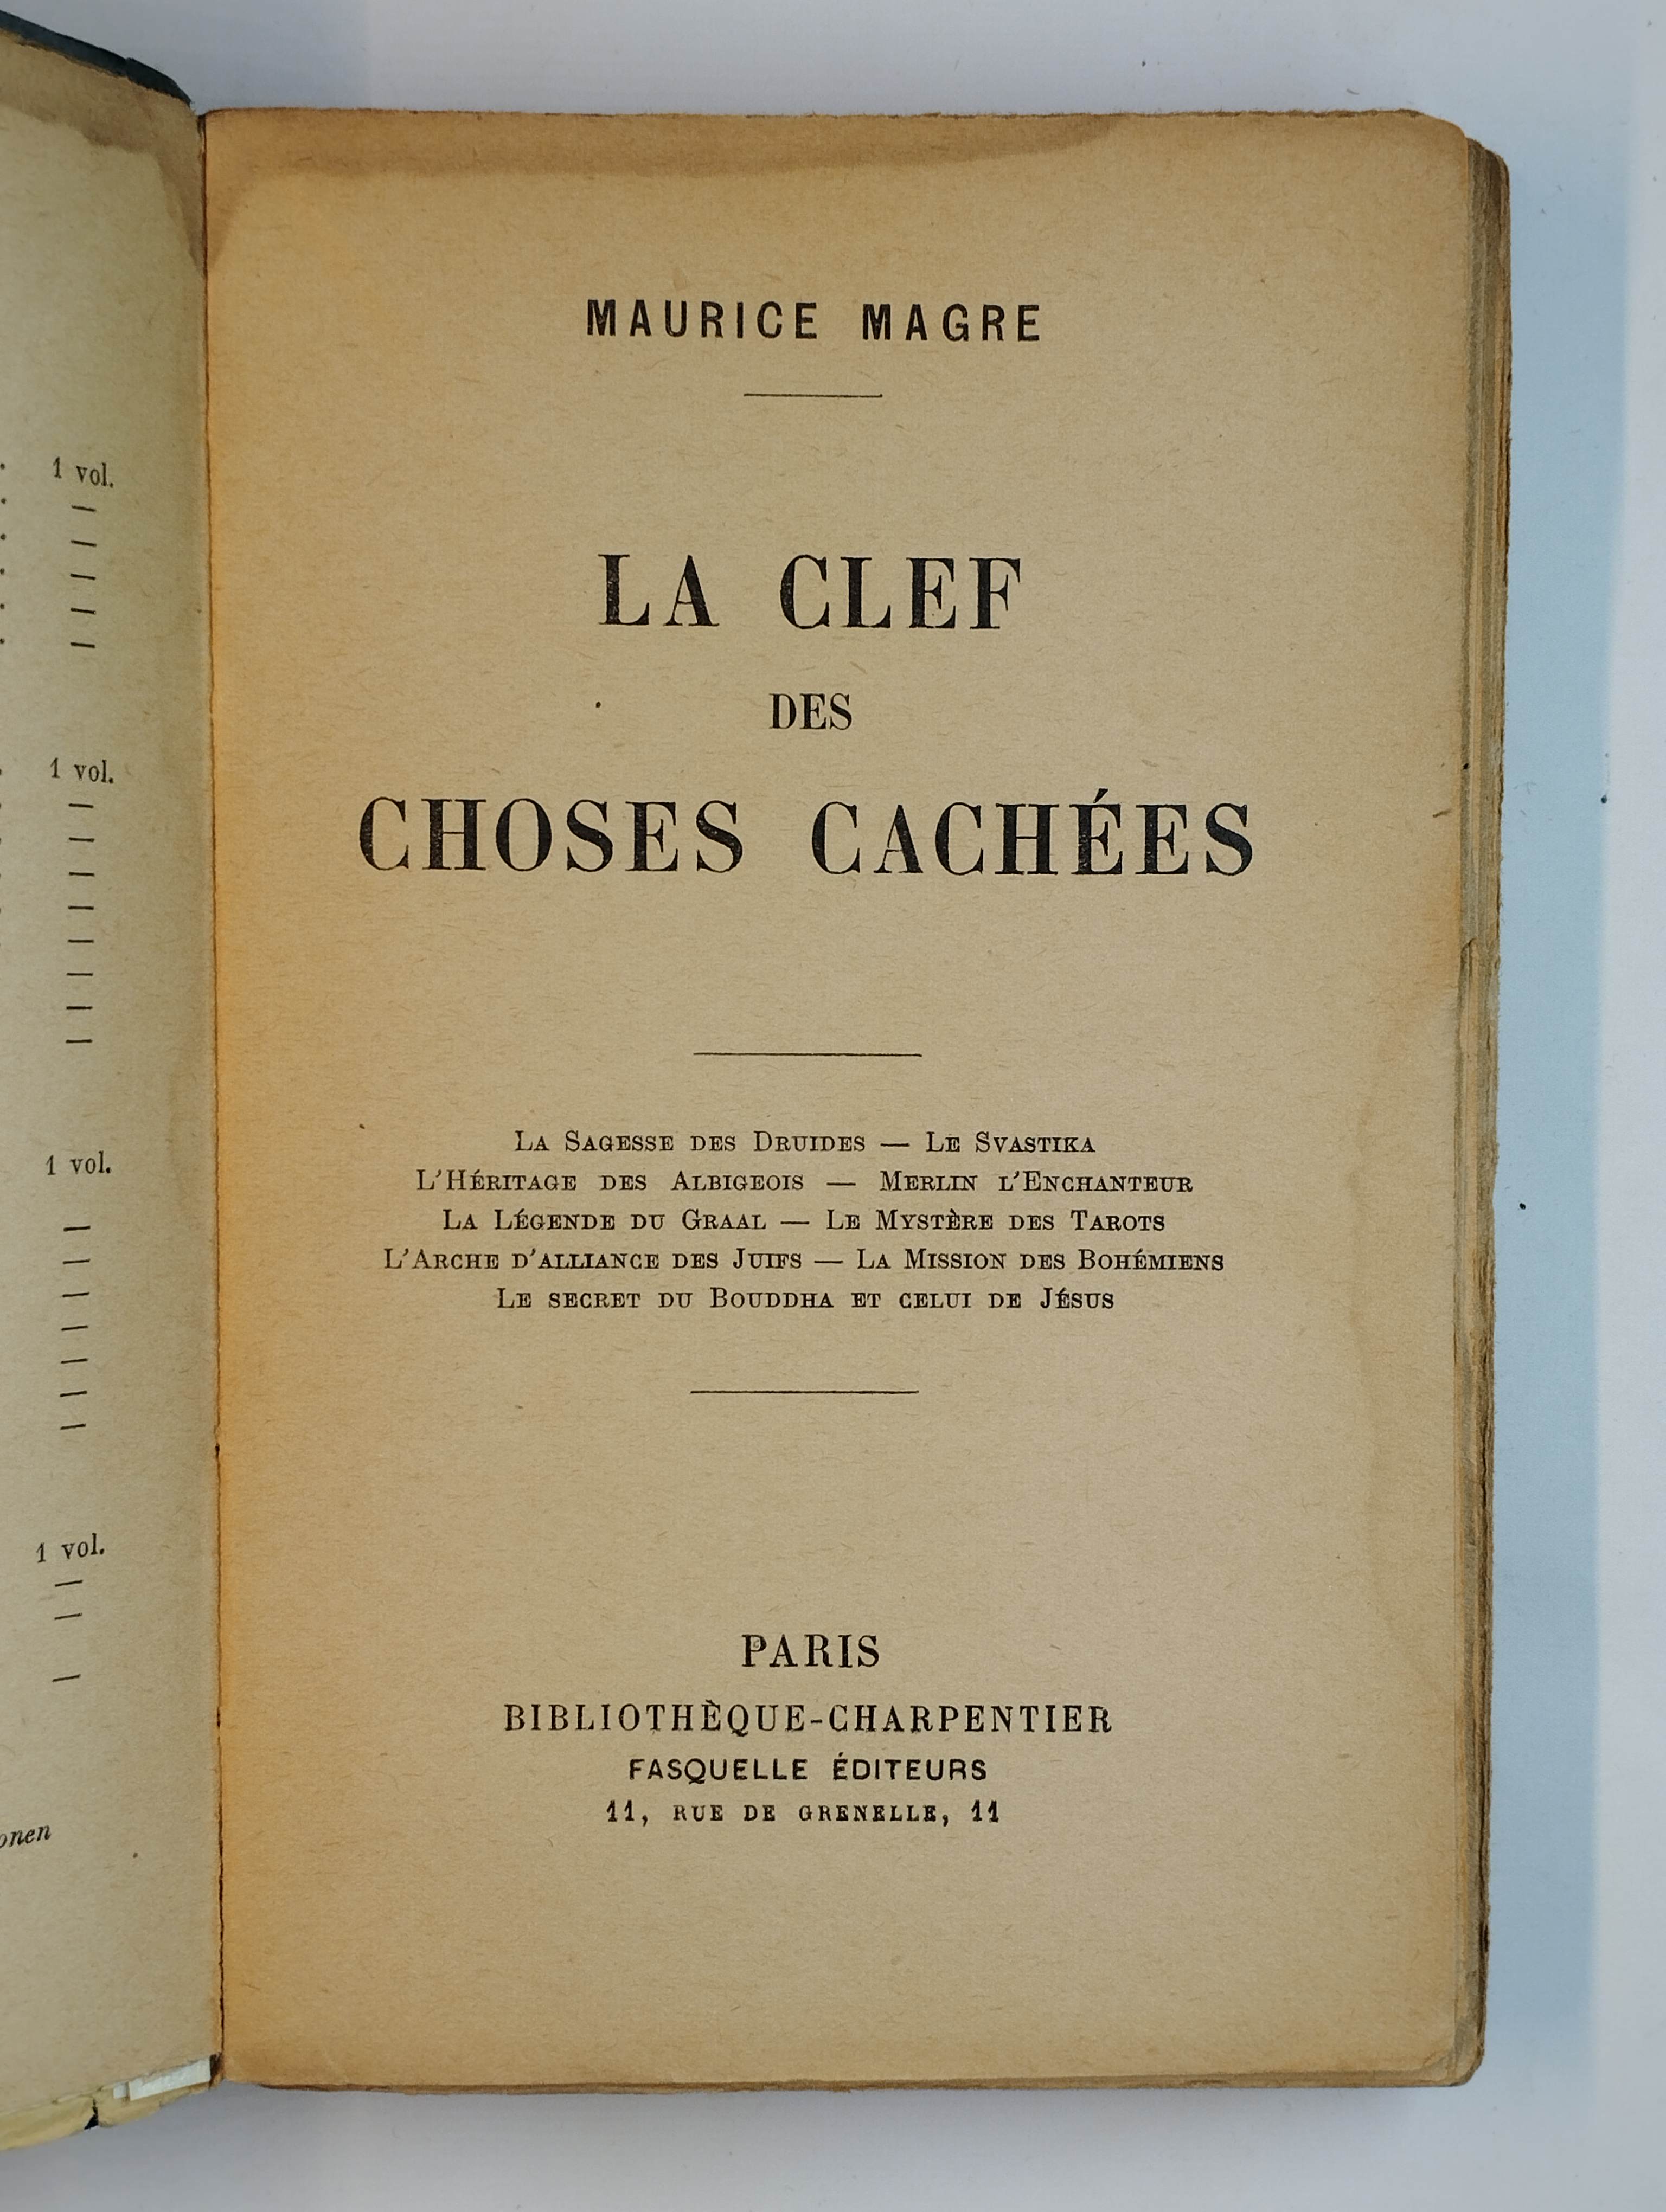 1 vol.
—
—
—
—
—
1 vol.
—
—
—
—
—
—
—
—
1 vol.
—
—
—
—
—
—
—
1 vol.
—
—
—
MAURICE MAGRE
LA CLEF
DES
CHOSES CACHÉES
La Sagesse des Druides — Le Svastika
L'Héritage des Albigeois — Merlin l'Enchanteur
La Légende du Graal — Le Mystère des Tarots
L'Arche d'alliance des Juifs — La Mission des Bohémiens
Le secret du Bouddha et celui de Jésus
PARIS
BIBLIOTHÈQUE-CHARPENTIER
FASQUELLE ÉDITEURS
11, RUE DE GRENELLE, 11